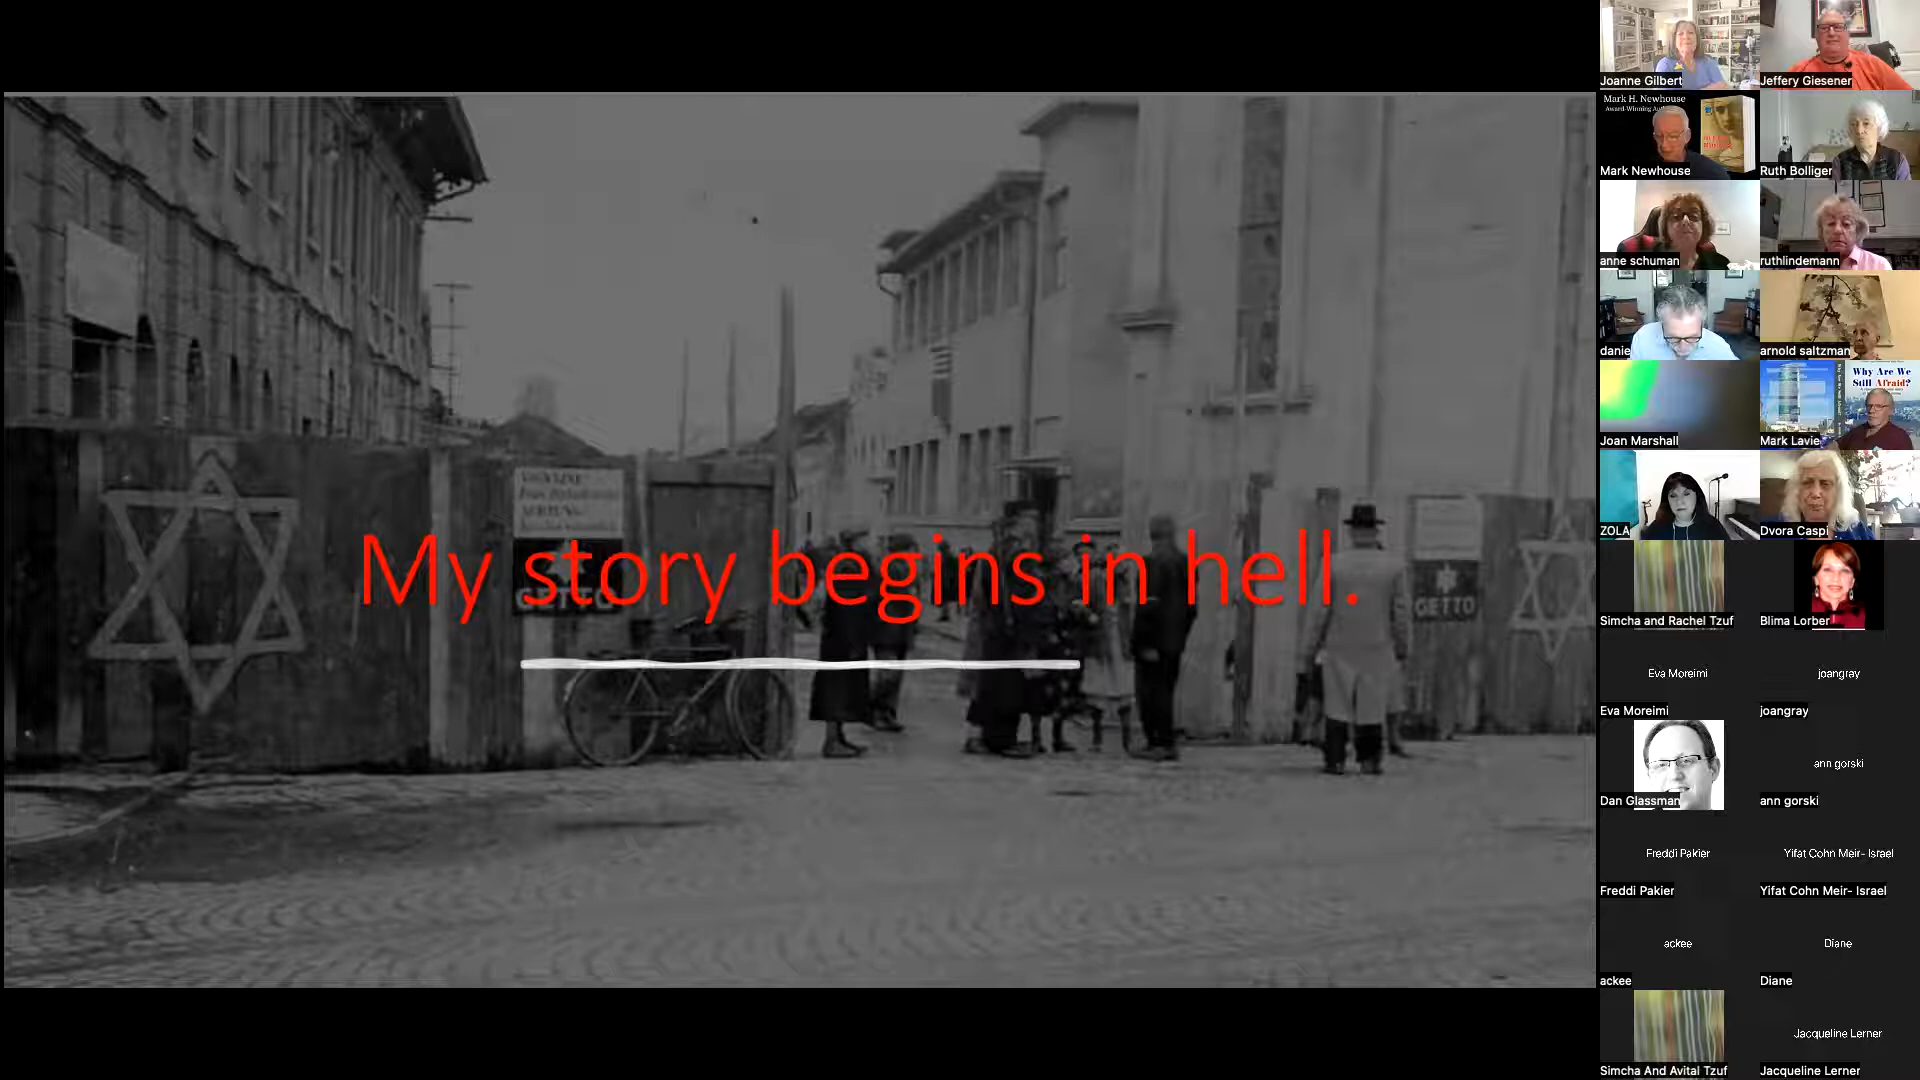 My story begins in hell.
GETTO
GETTO
Joanne Gilbert
Jeffery Giesener
Mark H. Newhouse
Mark Newhouse
Ruth Bolliger
anne schuman
ruthlindemann
arnold saltzman
Joan Marshall
Why Are We
Still Afraid?
Mark Lavie
ZOLA
Dvora Caspi
Simcha and Rachel Tzuf
Blima Lorber
Eva Moreimi
joangray
Eva Moreimi
joangray
ann gorski
Dan Glassman
ann gorski
Freddi Pakier
Yifat Cohn Meir- Israel
Freddi Pakier
Yifat Cohn Meir- Israel
ackee
Diane
ackee
Diane
Jacqueline Lerner
Simcha And Avital Tzuf
Jacqueline Lerner